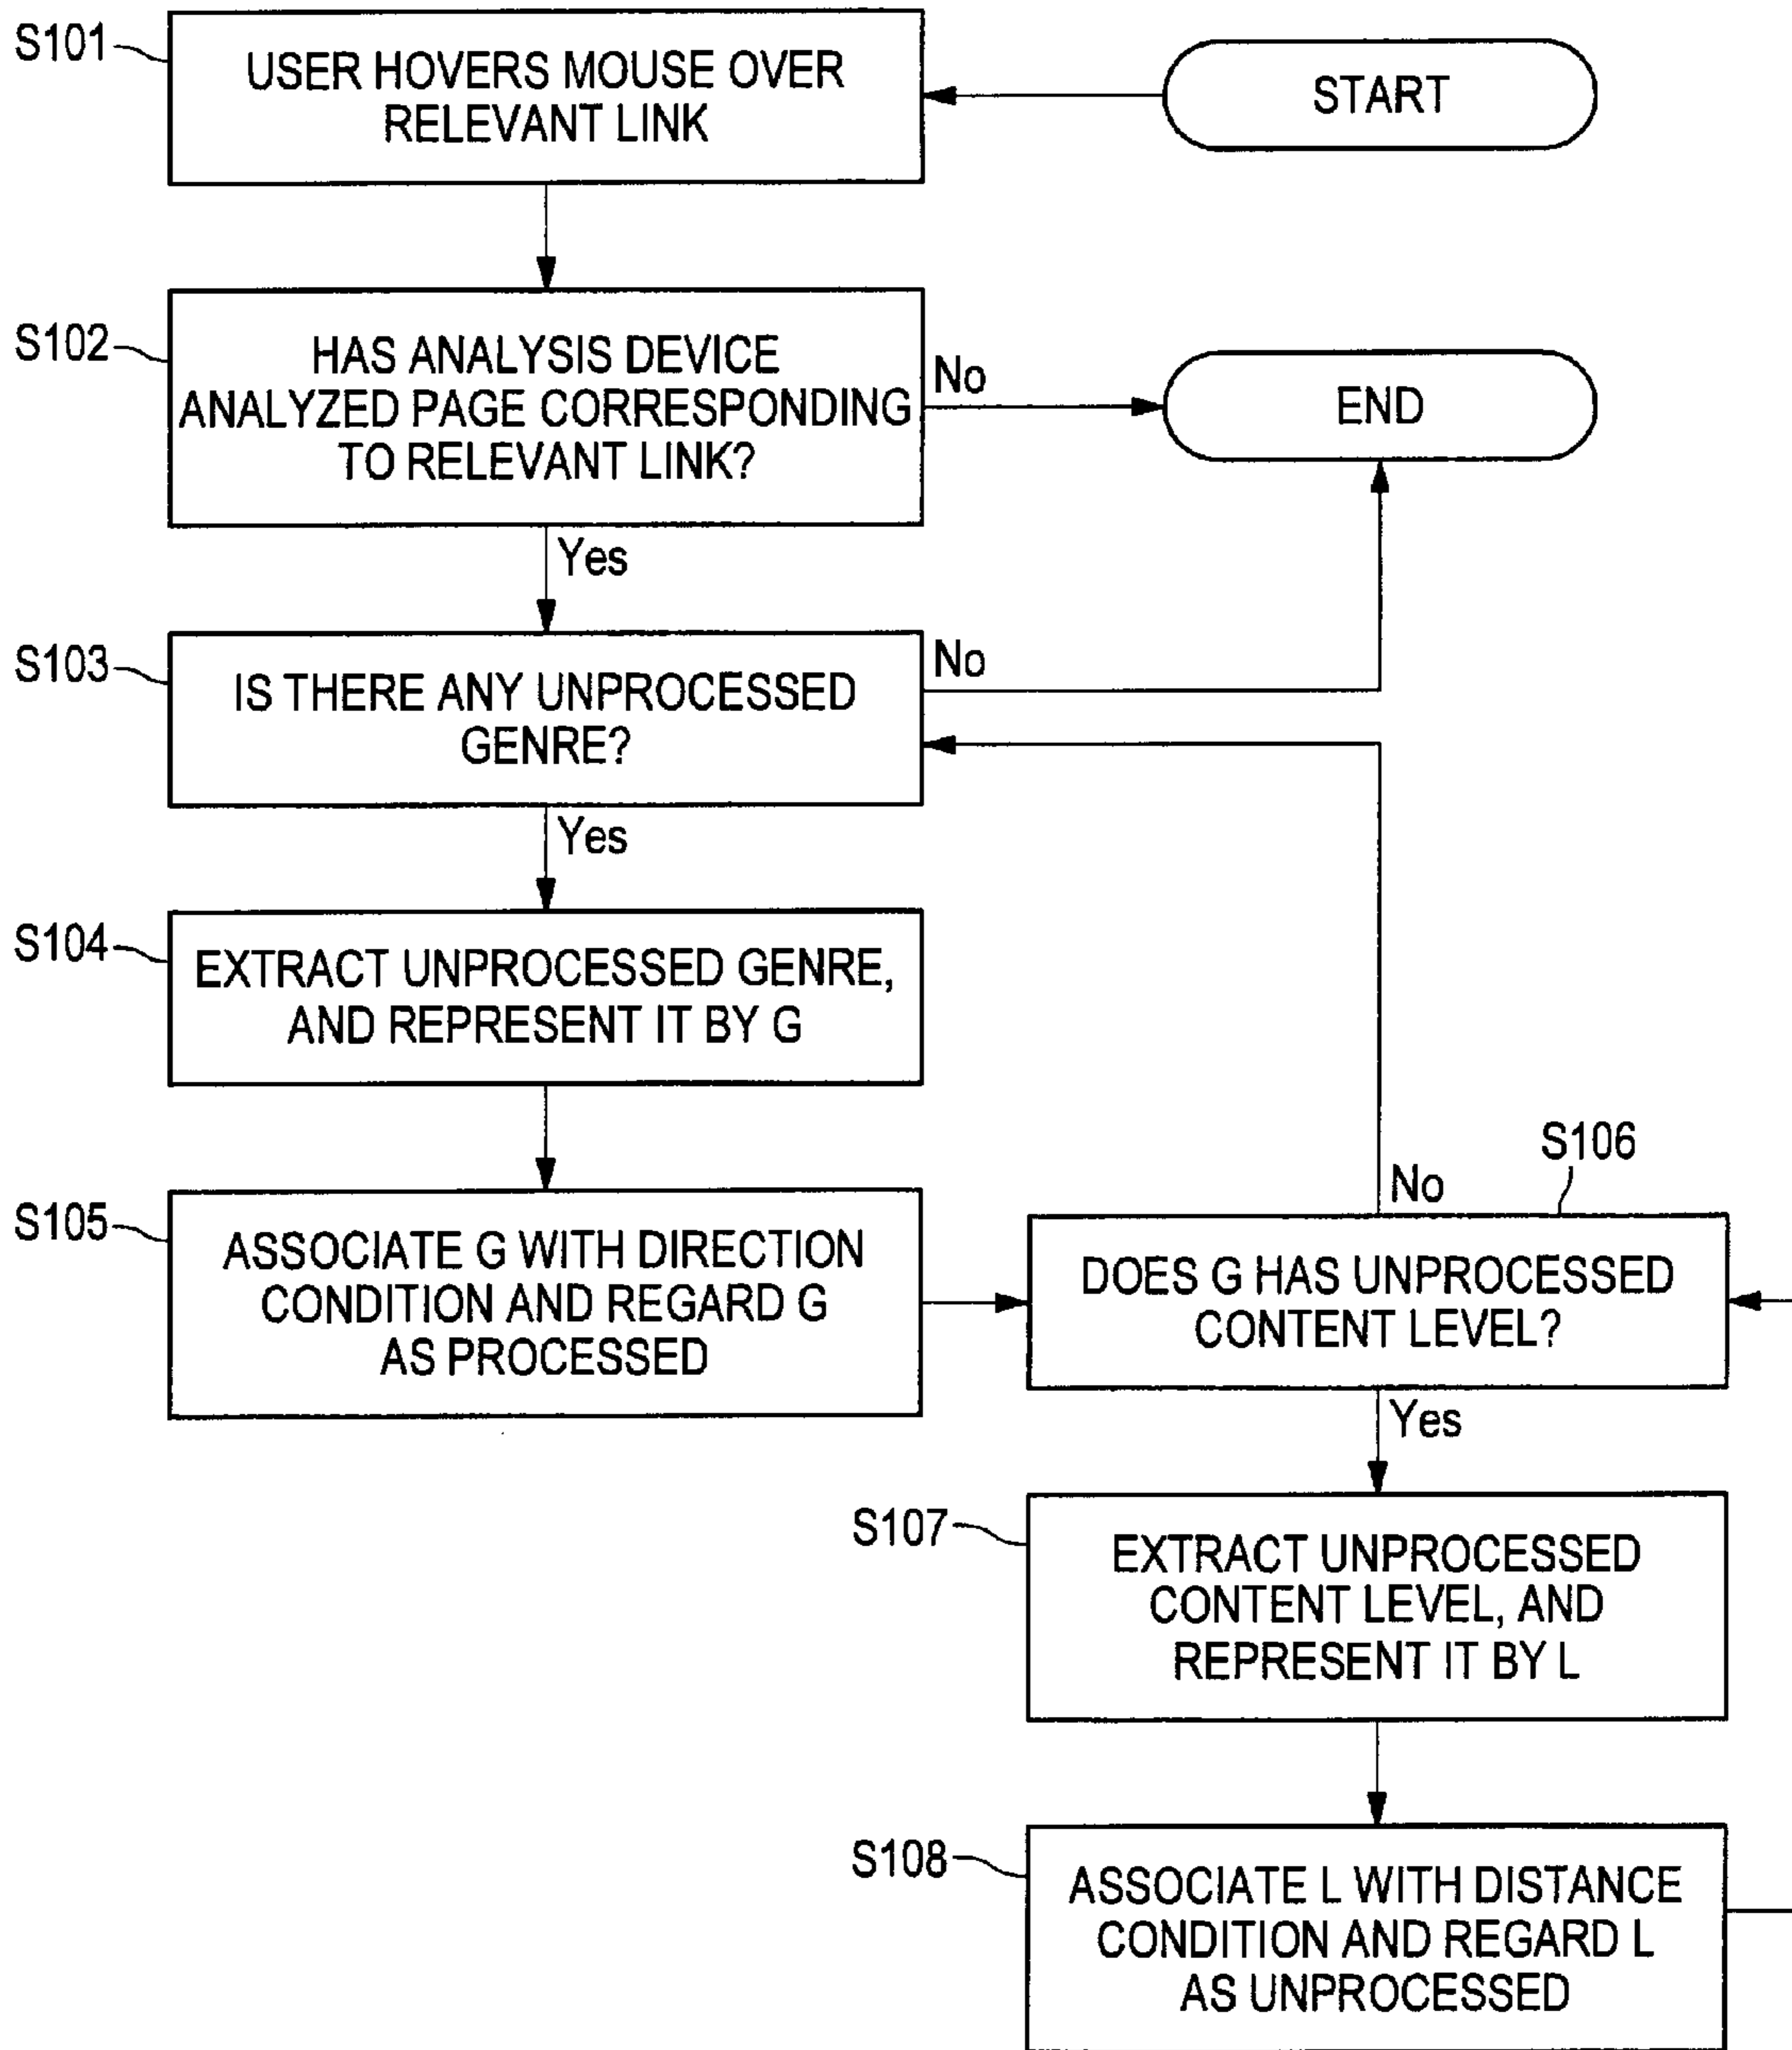 S101
USER HOVERS MOUSE OVER
RELEVANT LINK
START
S102
HAS ANALYSIS DEVICE
ANALYZED PAGE CORRESPONDING
TO RELEVANT LINK?
No
END
Yes
S103
IS THERE ANY UNPROCESSED
GENRE?
No
Yes
S104
EXTRACT UNPROCESSED GENRE,
AND REPRESENT IT BY G
S105
ASSOCIATE G WITH DIRECTION
CONDITION AND REGARD G
AS PROCESSED
S106
No
DOES G HAS UNPROCESSED
CONTENT LEVEL?
Yes
S107
EXTRACT UNPROCESSED
CONTENT LEVEL, AND
REPRESENT IT BY L
S108
ASSOCIATE L WITH DISTANCE
CONDITION AND REGARD L
AS UNPROCESSED